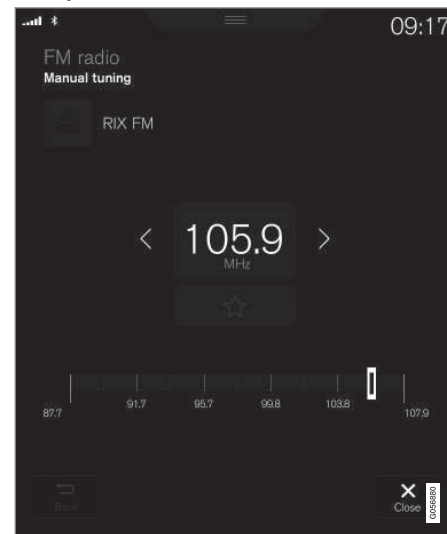 09:17
FM radio
Manual tuning
RIX FM
105.9
MHz
87.7 91.7 95.7 99.8 103.8 107.9
Close
G056880